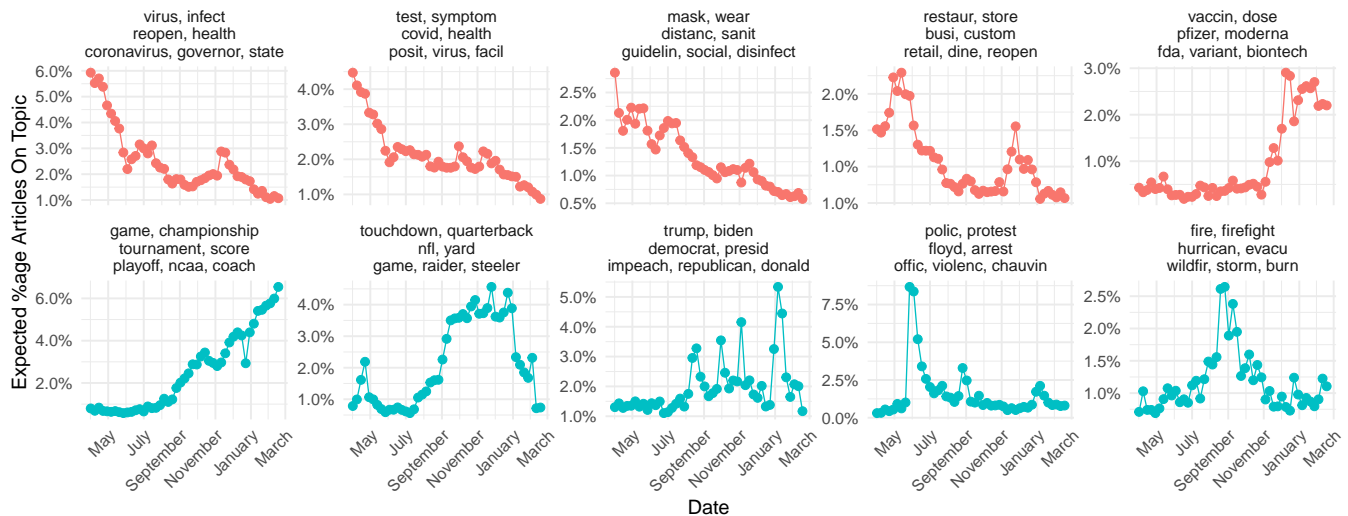 virus, infect
reopen, health
coronavirus, governor, state
test, symptom
covid, health
posit, virus, facil
mask, wear
distanc, sanit
guidelin, social, disinfect
restaur, store
busi, custom
retail, dine, reopen
vaccin, dose
pfizer, moderna
fda, variant, biontech
6.0%
5.0%
4.0%
3.0%
2.0%
1.0%
4.0%
3.0%
2.0%
1.0%
2.5%
2.0%
1.5%
1.0%
0.5%
2.0%
1.5%
1.0%
1.0%
3.0%
2.0%
1.0%
Expected %age Articles On Topic
game, championship
tournament, score
playoff, ncaa, coach
touchdown, quarterback
nfl, yard
game, raider, steeler
trump, biden
democrat, presid
impeach, republican, donald
polic, protest
floyd, arrest
offic, violenc, chauvin
fire, firefight
hurrican, evacu
wildfir, storm, burn
6.0%
4.0%
2.0%
4.0%
3.0%
2.0%
1.0%
5.0%
4.0%
3.0%
2.0%
1.0%
7.5%
5.0%
2.5%
0.0%
2.5%
2.0%
1.5%
1.0%
May
July
September
November
January
March
May
July
September
November
January
March
May
July
September
November
January
March
May
July
September
November
January
March
May
July
September
November
January
March
Date